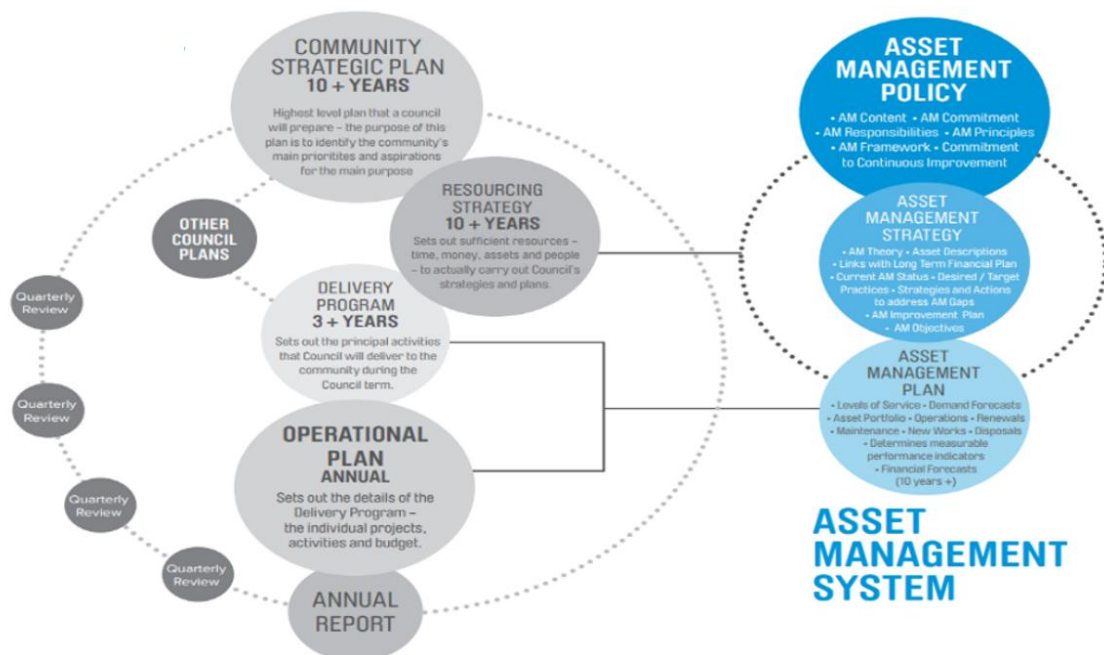 COMMUNITY
STRATEGIC PLAN
10 + YEARS
Highest level plan that a council
will prepare – the purpose of this
plan is to identify the community's
main prioritites and aspirations
for the main purpose
RESOURCING
STRATEGY
10 + YEARS
Sets out sufficient resources –
time, money, assets and people
– to actually carry out Council's
strategies and plans.
OTHER
COUNCIL
PLANS
DELIVERY
PROGRAM
3 + YEARS
Sets out the principal activities
that Council will deliver to the
community during the
Council term.
OPERATIONAL
PLAN
ANNUAL
Sets out the details of the
Delivery Program –
the individual projects,
activities and budget.
ANNUAL
REPORT
Quarterly
Review
Quarterly
Review
Quarterly
Review
Quarterly
Review
ASSET
MANAGEMENT
POLICY
• AM Content • AM Commitment
• AM Responsibilities • AM Principles
• AM Framework • Commitment
to Continuous Improvement
ASSET
MANAGEMENT
STRATEGY
• AM Theory • Asset Descriptions
• Links with Long Term Financial Plan
• Current AM Status • Desired / Target
Practices • Strategies and Actions
to address AM Gaps
• AM Improvement Plan
• AM Objectives
ASSET
MANAGEMENT
PLAN
• Levels of Service • Demand Forecasts
• Asset Portfolio • Operations • Renewals
• Maintenance • New Works • Disposals
• Determines measurable
performance indicators
• Financial Forecasts
(10 years +)
ASSET
MANAGEMENT
SYSTEM